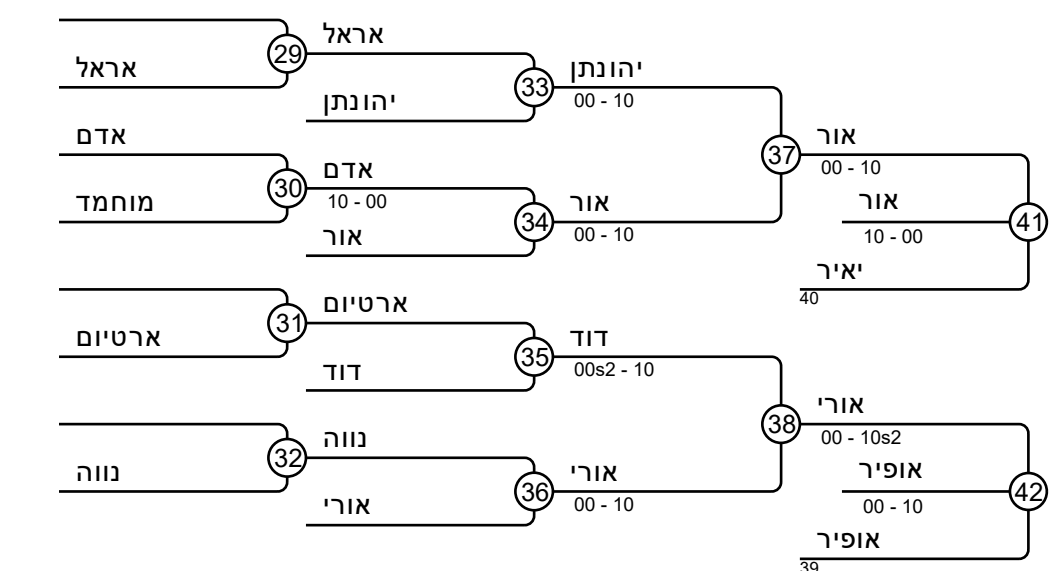 אראל
29
אראל
יהונתן
33
יהונתן
00 - 10
אדם
מוחמד
30
אדם
10 - 00
אור
34
אור
00 - 10
37
אור
00 - 10
אור
10 - 00
41
יאיר
40
ארטיום
31
ארטיום
דוד
35
דוד
00s2 - 10
נווה
32
נווה
אורי
36
אורי
00 - 10
38
אורי
00 - 10s2
אופיר
00 - 10
42
אופיר
39